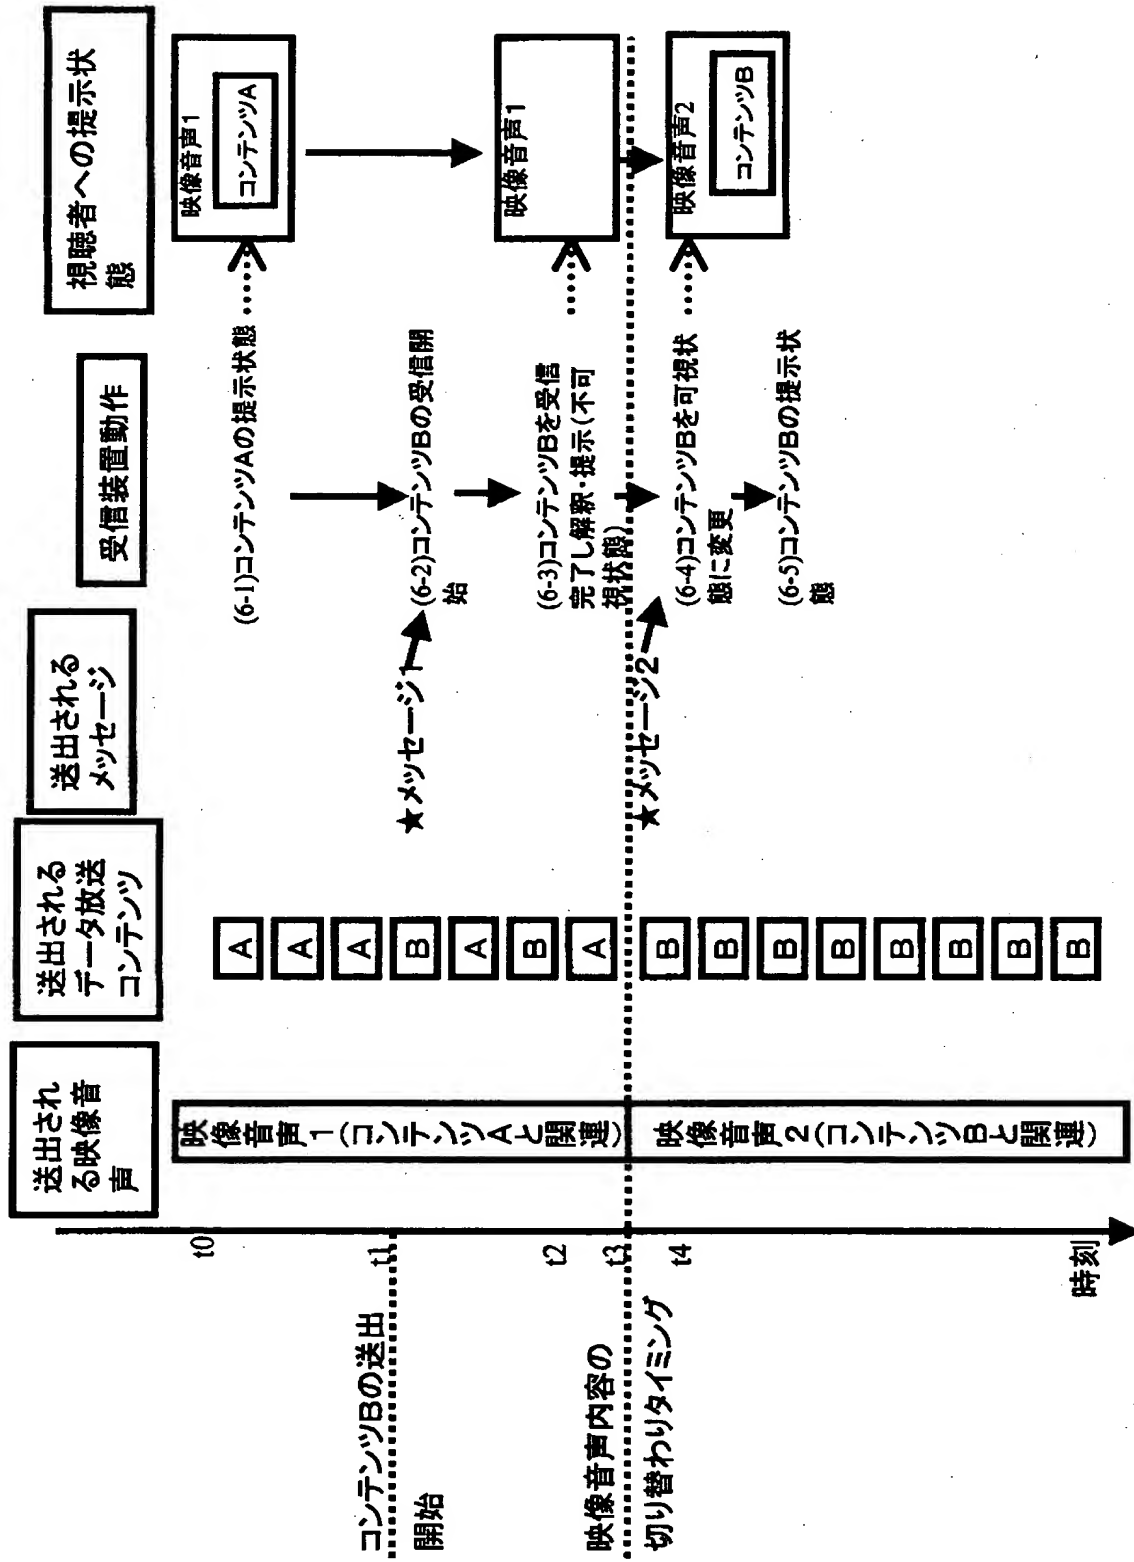 送出され
る映像音
声
送出される
データ放送
コンテンツ
送出される
メッセージ
受信装置動作
視聴者への提示状
態
コンテンツBの送出
開始
映像音声内容の
切り替わりタイミング
t0
t1
t2
t3
t4
時刻
映像音声1(コンテンツAと関連)
映像音声2(コンテンツBと関連)
A
A
A
B
A
B
A
B
B
B
B
B
B
B
B
★メッセージ1
★メッセージ2
(6-1)コンテンツAの提示状態
(6-2)コンテンツBの受信開
始
(6-3)コンテンツBを受信
完了し解釈・提示(不可
視状態)
(6-4)コンテンツBを可視状
態に変更
(6-5)コンテンツBの提示状
態
映像音声1
コンテンツA
映像音声1
映像音声2
コンテンツB